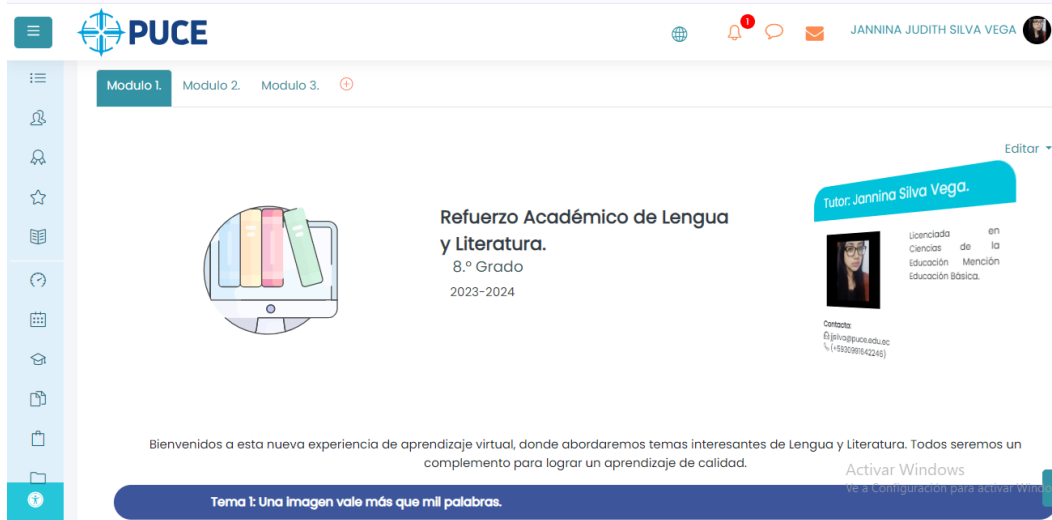 PUCE
1
JANNINA JUDITH SILVA VEGA
Modulo 1.
Modulo 2.
Modulo 3.
Editar
Refuerzo Académico de Lengua
y Literatura.
8.º Grado
2023-2024
Tutor: Jannina Silva Vega.
Licenciada en
Ciencias de la
Educación Mención
Educación Básica.
Contacto:
jjsilva@puce.edu.ec
Bienvenidos a esta nueva experiencia de aprendizaje virtual, donde abordaremos temas interesantes de Lengua y Literatura. Todos seremos un
complemento para lograr un aprendizaje de calidad.
Activar Windows
Ve a Configuración para activar Windo
Tema 1: Una imagen vale más que mil palabras.